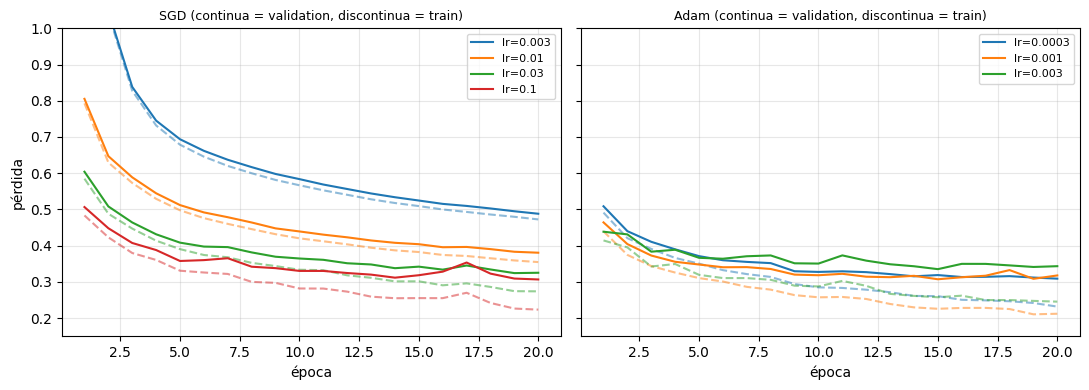 SGD (continua = validation, discontinua = train)
lr=0.003
lr=0.01
lr=0.03
lr=0.1
1.0
0.9
0.8
0.7
0.6
0.5
0.4
0.3
0.2
pérdida
2.5 5.0 7.5 10.0 12.5 15.0 17.5 20.0
época
Adam (continua = validation, discontinua = train)
lr=0.0003
lr=0.001
lr=0.003
2.5 5.0 7.5 10.0 12.5 15.0 17.5 20.0
época